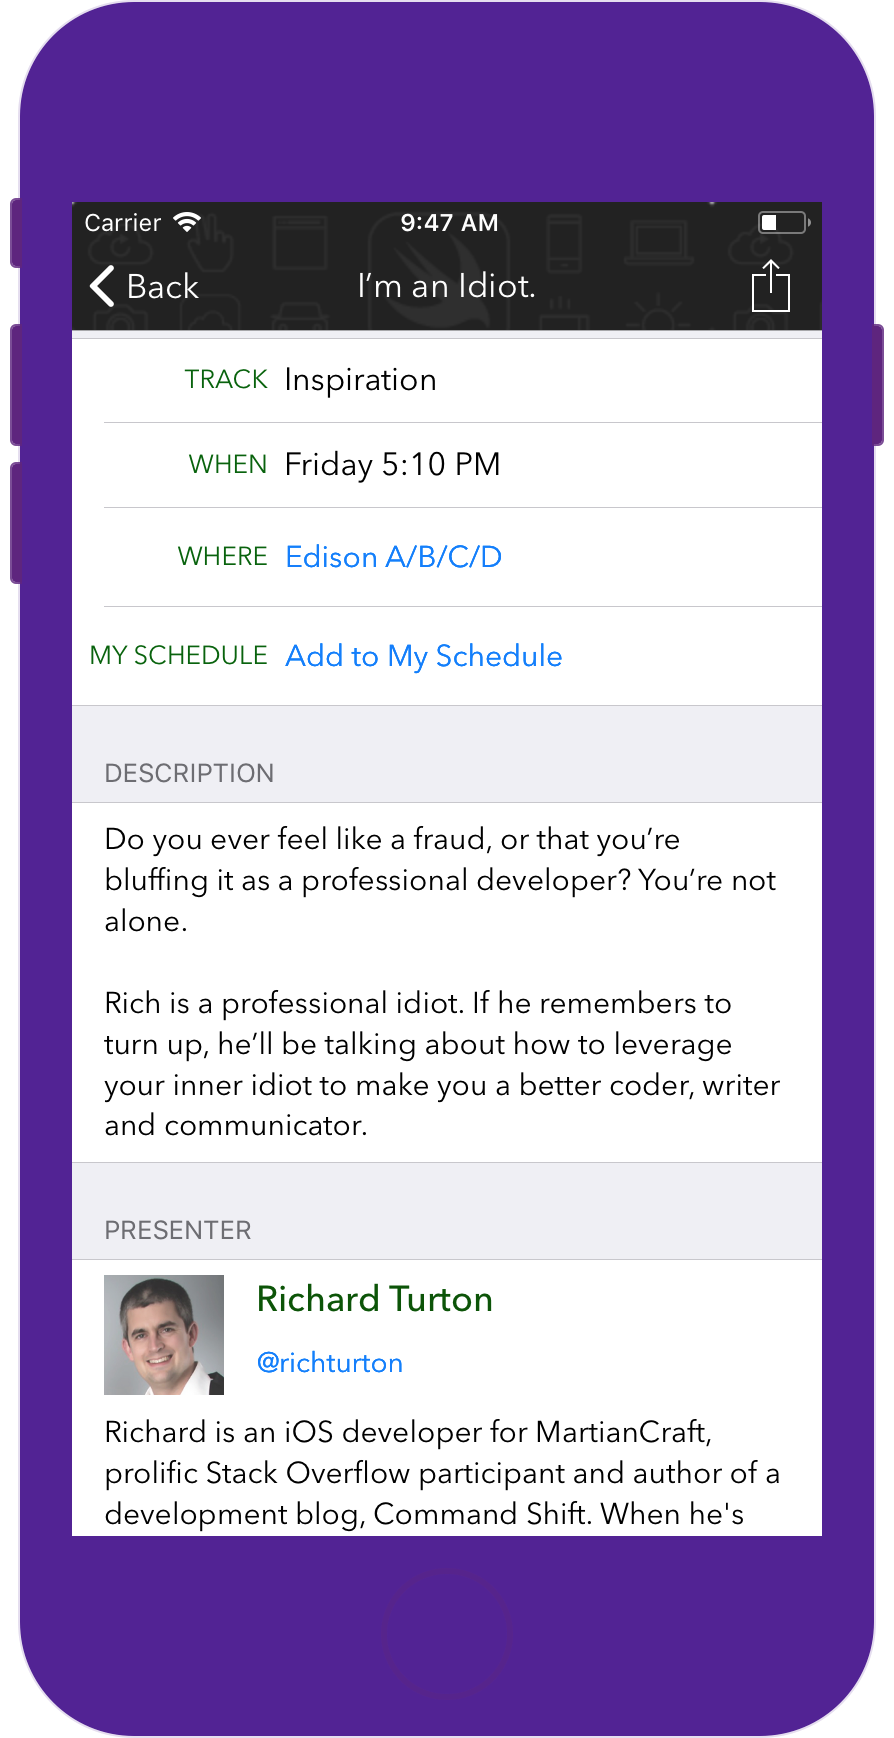 Carrier 9:47 AM
Back I’m an Idiot.
TRACK Inspiration
WHEN Friday 5:10 PM
WHERE Edison A/B/C/D
MY SCHEDULE Add to My Schedule
DESCRIPTION
Do you ever feel like a fraud, or that you’re
bluffing it as a professional developer? You’re not
alone.
Rich is a professional idiot. If he remembers to
turn up, he’ll be talking about how to leverage
your inner idiot to make you a better coder, writer
and communicator.
PRESENTER
Richard Turton
@richturton
Richard is an iOS developer for MartianCraft,
prolific Stack Overflow participant and author of a
development blog, Command Shift. When he's